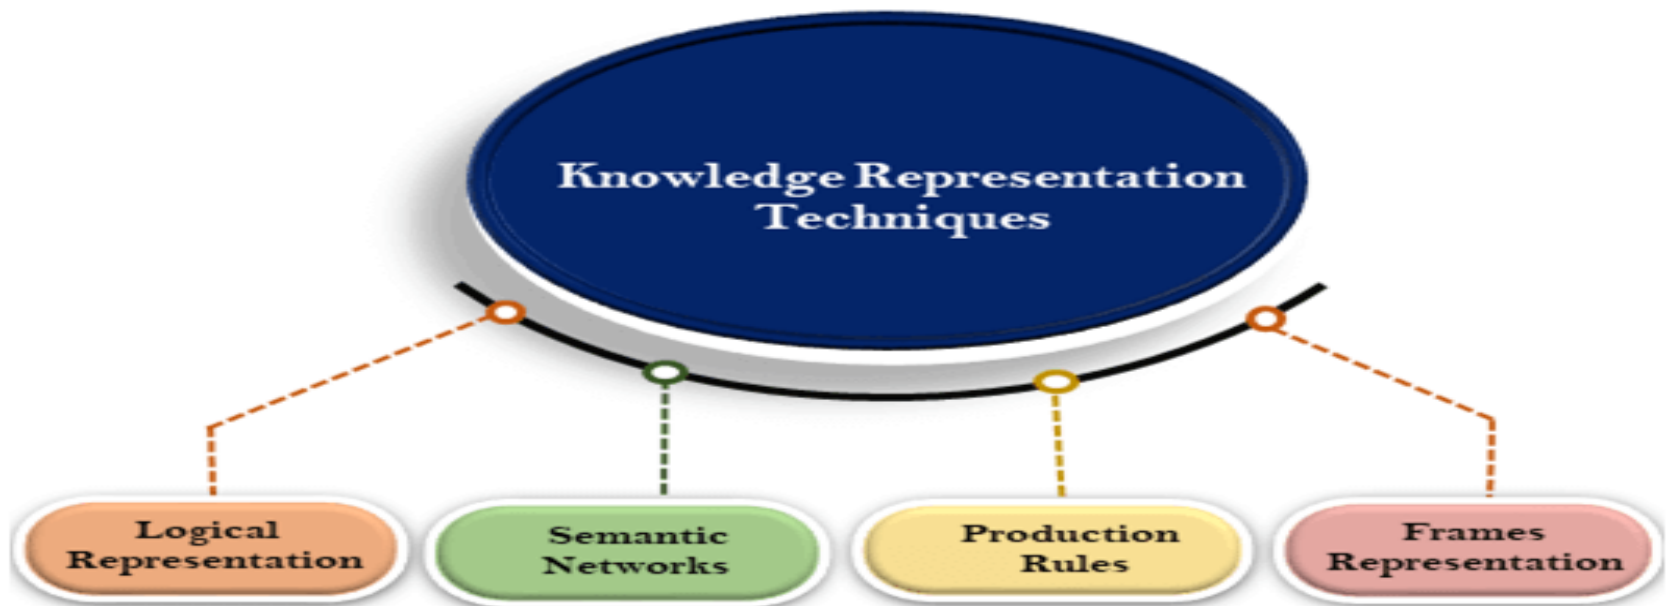 Knowledge Representation
Techniques
Logical
Representation
Semantic
Networks
Production
Rules
Frames
Representation